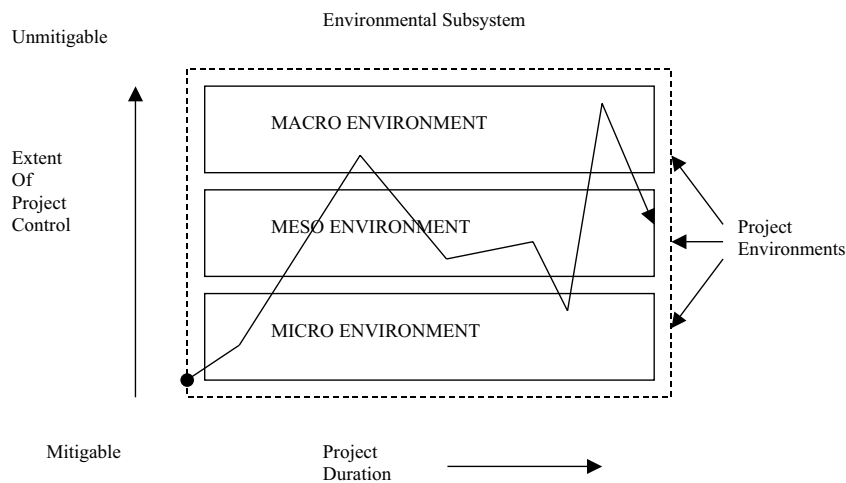 Environmental Subsystem
Unmitigable
MACRO ENVIRONMENT
Extent
Of
Project
Control
MESO ENVIRONMENT
Project
Environments
MICRO ENVIRONMENT
Mitigable
Project
Duration